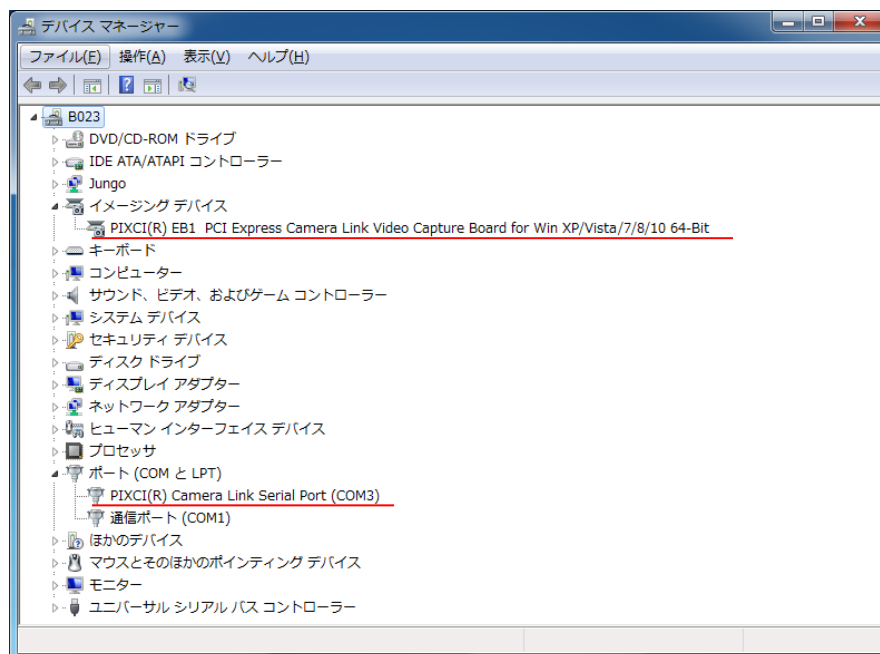 デバイス マネージャー
ファイル(F) 操作(A) 表示(V) ヘルプ(H)
B023
DVD/CD-ROM ドライブ
IDE ATA/ATAPI コントローラー
Jungo
イメージング デバイス
PIXCI(R) EB1 PCI Express Camera Link Video Capture Board for Win XP/Vista/7/8/10 64-Bit
キーボード
コンピューター
サウンド、ビデオ、およびゲーム コントローラー
システム デバイス
セキュリティ デバイス
ディスク ドライブ
ディスプレイ アダプター
ネットワーク アダプター
ヒューマン インターフェイス デバイス
プロセッサ
ポート (COM と LPT)
PIXCI(R) Camera Link Serial Port (COM3)
通信ポート (COM1)
ほかのデバイス
マウスとそのほかのポインティング デバイス
モニター
ユニバーサル シリアル バス コントローラー